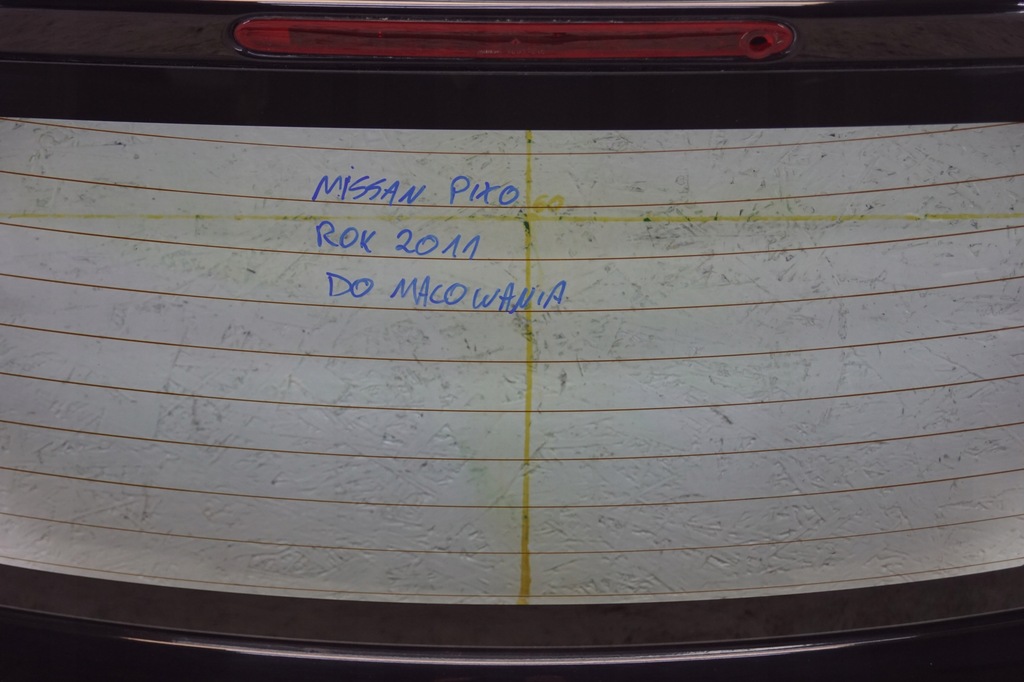 NISSAN PIXO
ROK 2011
DO MALOWANIA